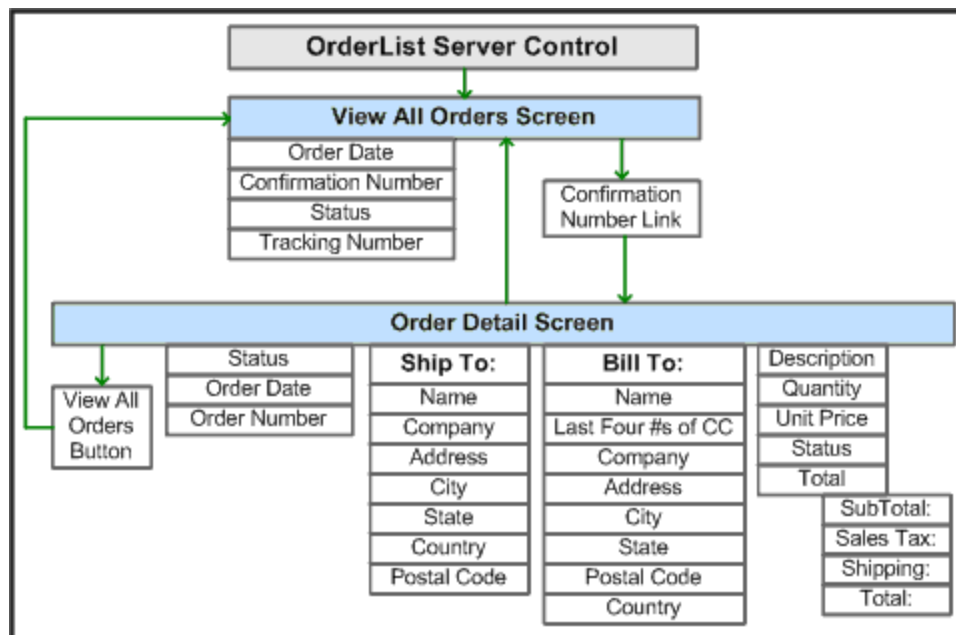 OrderList Server Control
View All Orders Screen
Order Date
Confirmation Number
Status
Tracking Number
Confirmation
Number Link
Order Detail Screen
View All
Orders
Button
Status
Order Date
Order Number
Ship To:
Name
Company
Address
City
State
Country
Postal Code
Bill To:
Name
Last Four #s of CC
Company
Address
City
State
Postal Code
Country
Description
Quantity
Unit Price
Status
Total
SubTotal:
Sales Tax:
Shipping:
Total: